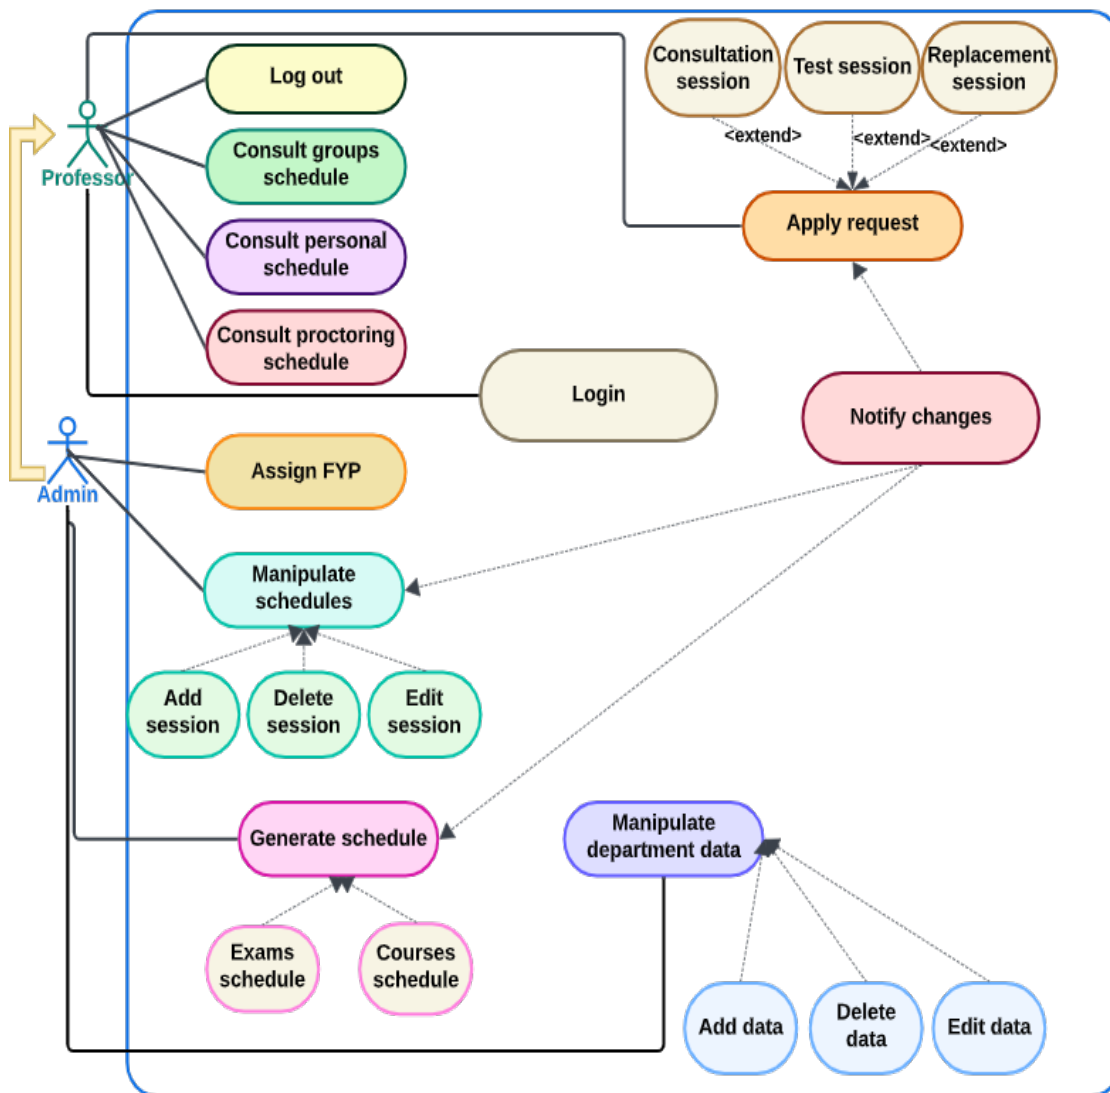 Log out
Consultation
session
Test session
Replacement
session
<extend>
<extend>
<extend>
Professor
Consult groups
schedule
Apply request
Consult personal
schedule
Consult proctoring
schedule
Login
Notify changes
Admin
Assign FYP
Manipulate
schedules
Add
session
Delete
session
Edit
session
Generate schedule
Manipulate
department data
Exams
schedule
Courses
schedule
Add data
Delete
data
Edit data